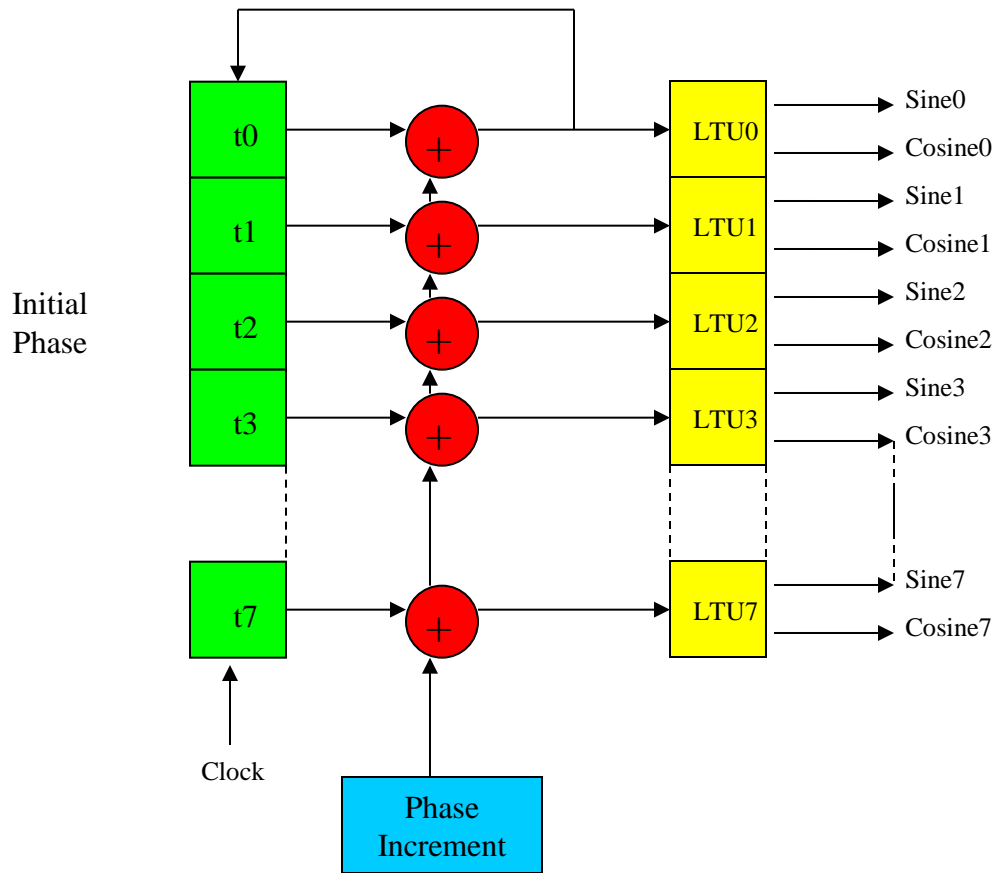 t0
+
LTU0
Sine0
Cosine0
t1
+
LTU1
Sine1
Cosine1
Initial
Phase
t2
+
LTU2
Sine2
Cosine2
t3
+
LTU3
Sine3
Cosine3
t7
+
LTU7
Sine7
Cosine7
Clock
Phase
Increment